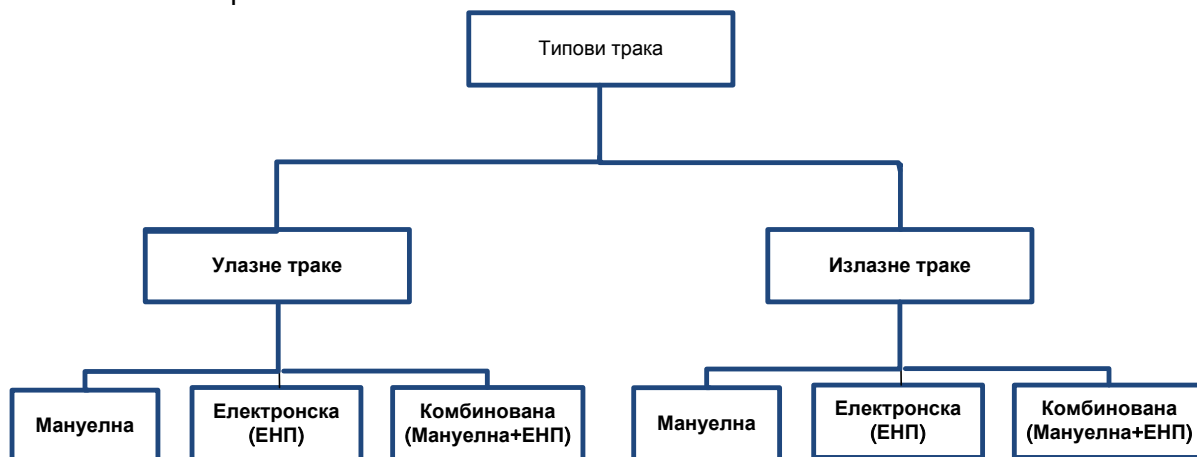 Типови трака
Улазне траке
Излазне траке
Мануелна
Електронска
(ЕНП)
Комбинована
(Мануелна+ЕНП)
Мануелна
Електронска
(ЕНП)
Комбинована
(Мануелна+ЕНП)